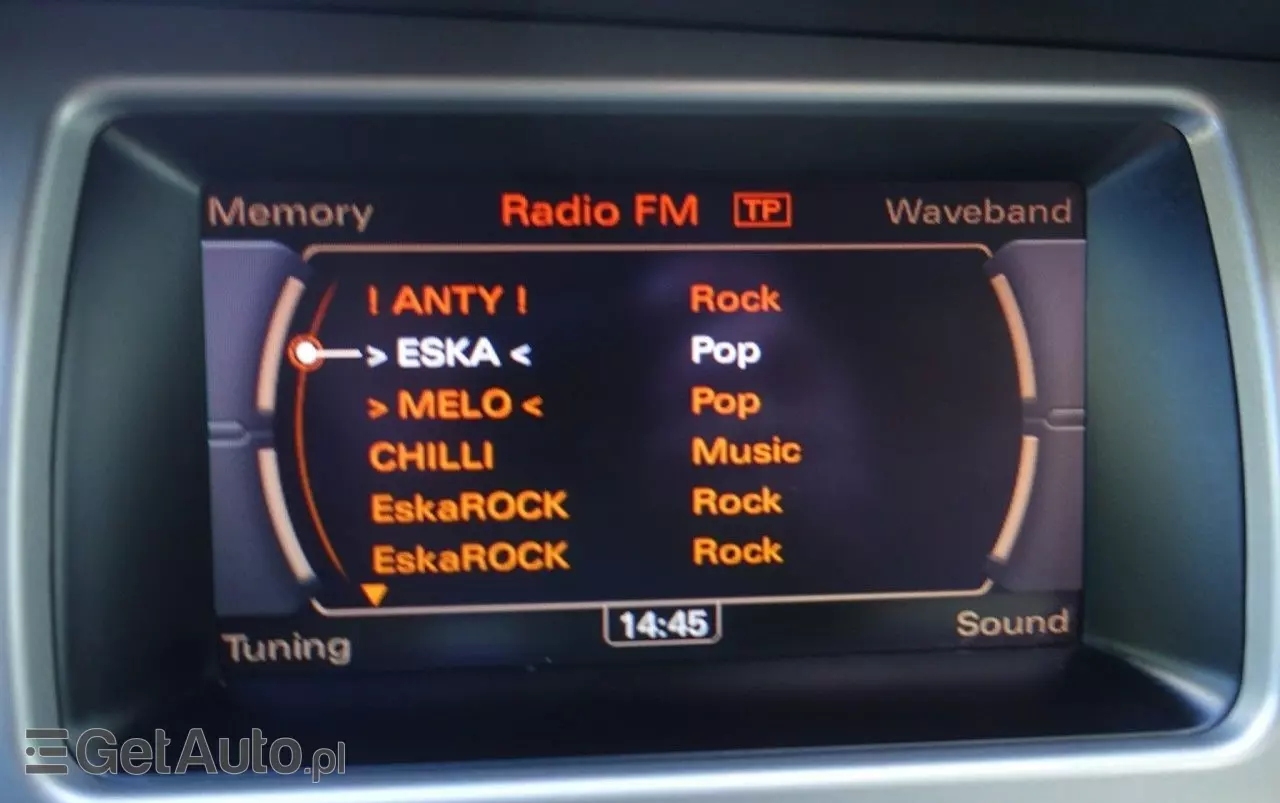 Memory Radio FM TP Waveband
! ANTY ! Rock
> ESKA < Pop
> MELO < Pop
CHILLI Music
EskaROCK Rock
EskaROCK Rock
Tuning 14:45 Sound
GetAuto.pl